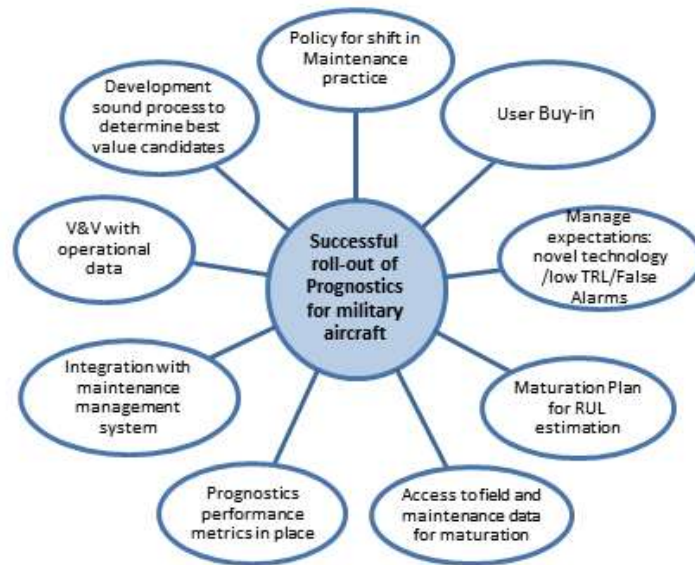 Policy for shift in
Maintenance
practice
User Buy-in
Manage
expectations:
novel technology
/low TRL/False
Alarms
Maturation Plan
for RUL
estimation
Access to field and
maintenance data
for maturation
Prognostics
performance
metrics in place
Integration with
maintenance
management
system
V&V with
operational
data
Development
sound process to
determine best
value candidates
Successful
roll-out of
Prognostics
for military
aircraft